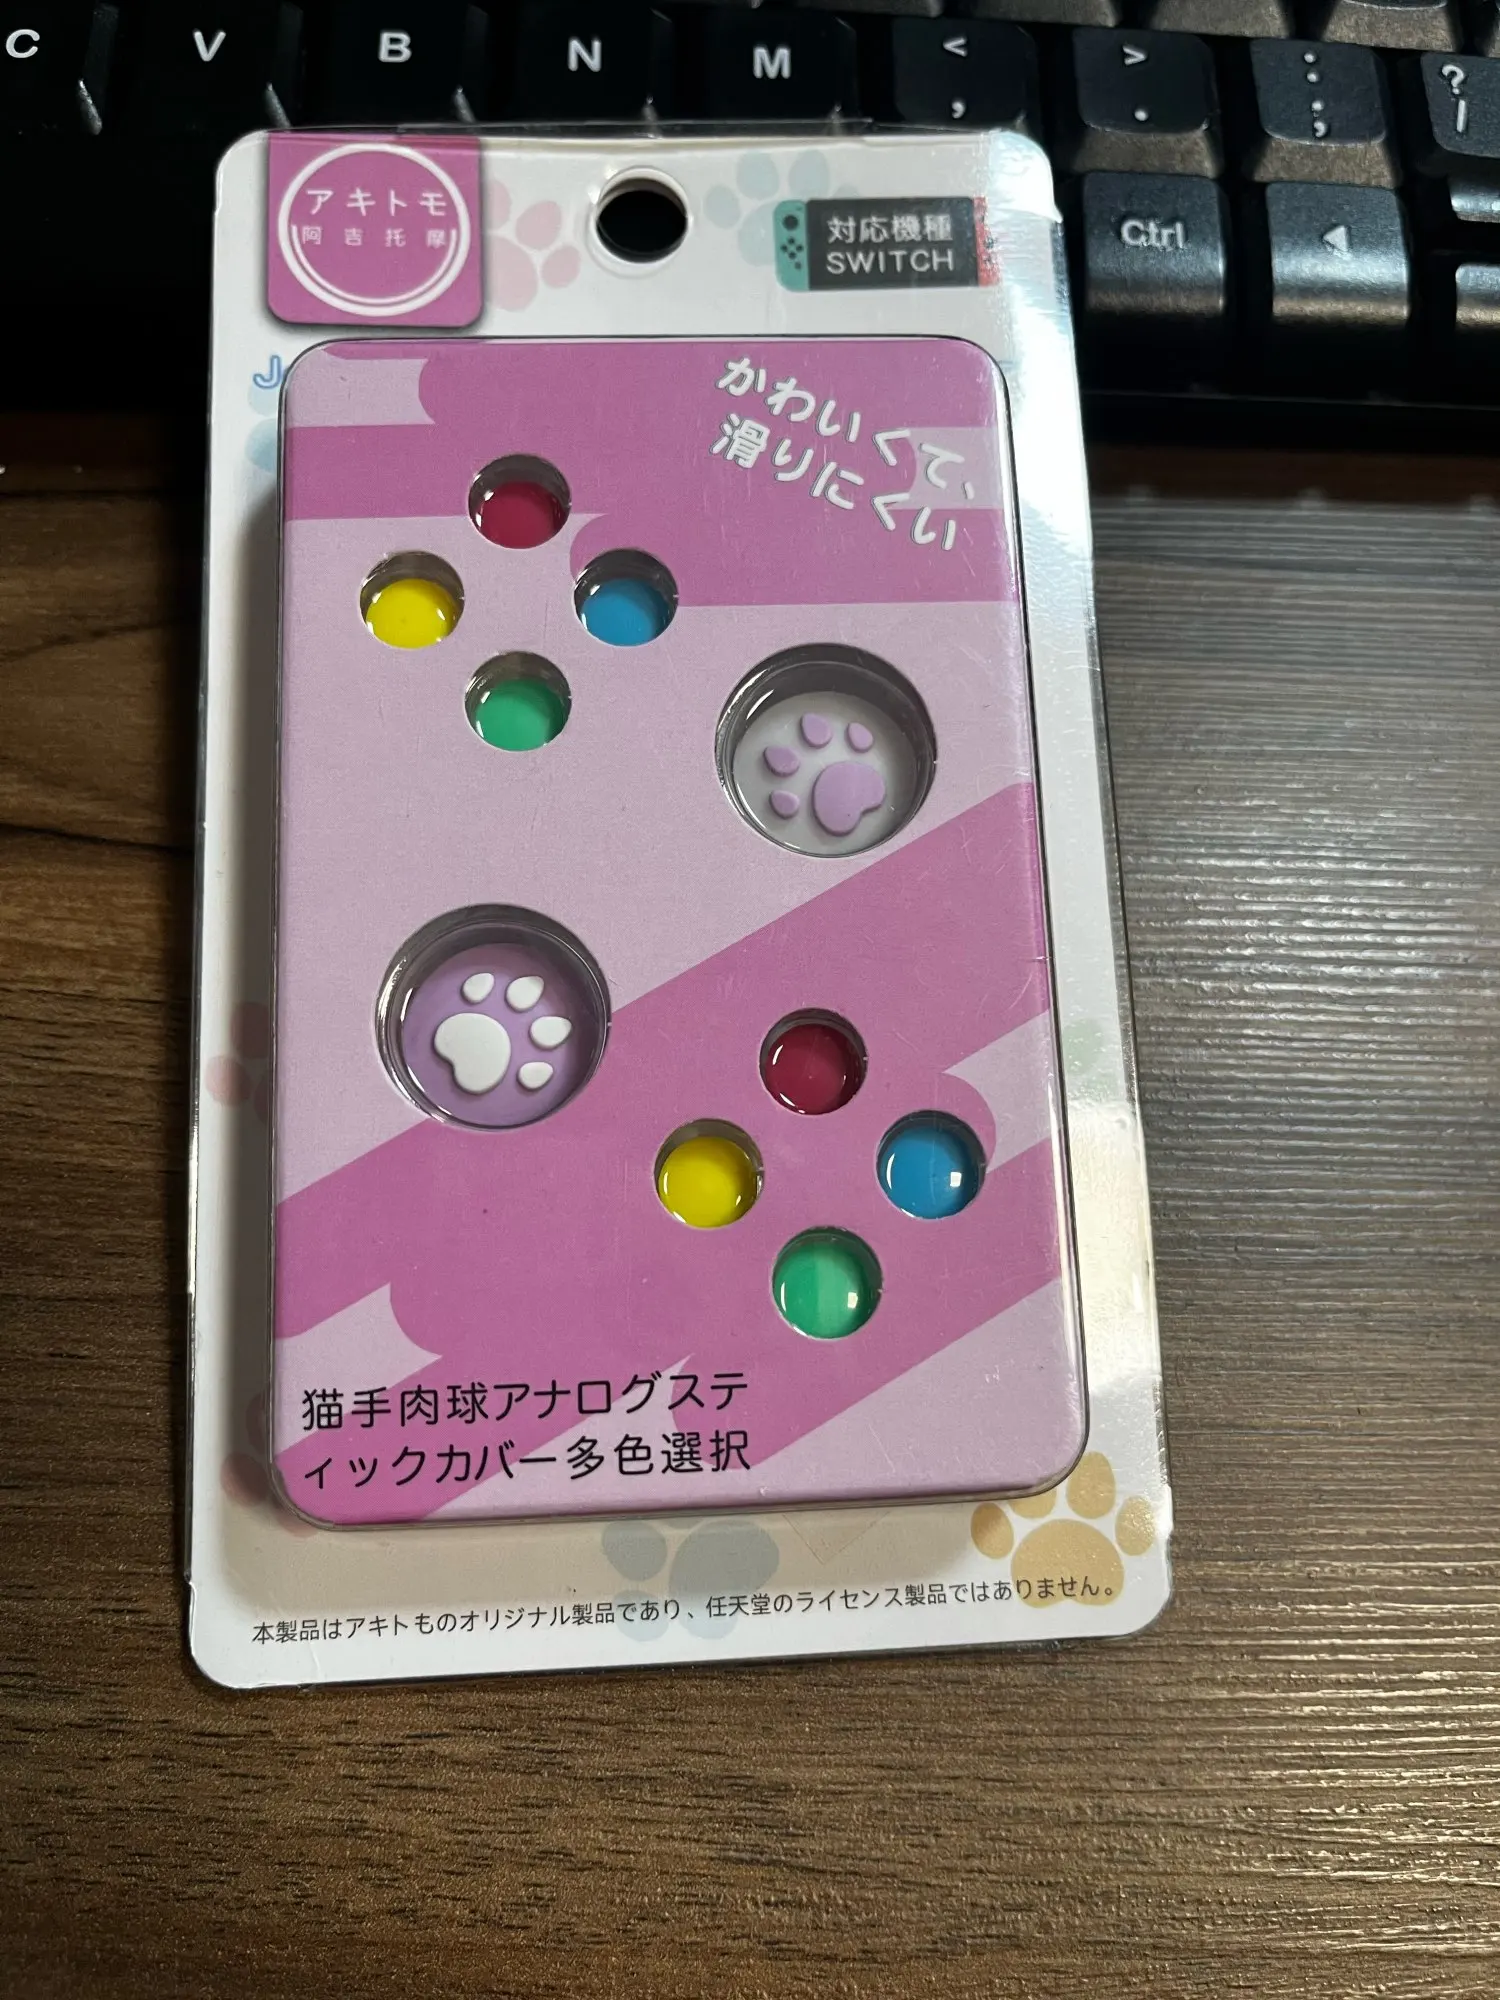 C V B N M < , > . : ; ? /
Ctrl ◀
アキトモ
阿吉托摩
対応機種
SWITCH
かわいくて、
滑りにくい
猫手肉球アナログステ
ィックカバー多色選択
本製品はアキトものオリジナル製品であり、任天堂のライセンス製品ではありません。